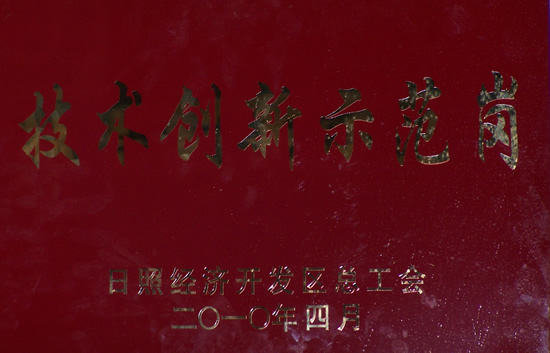 技术创新示范岗
日照经济开发区总工会
二〇一〇年四月